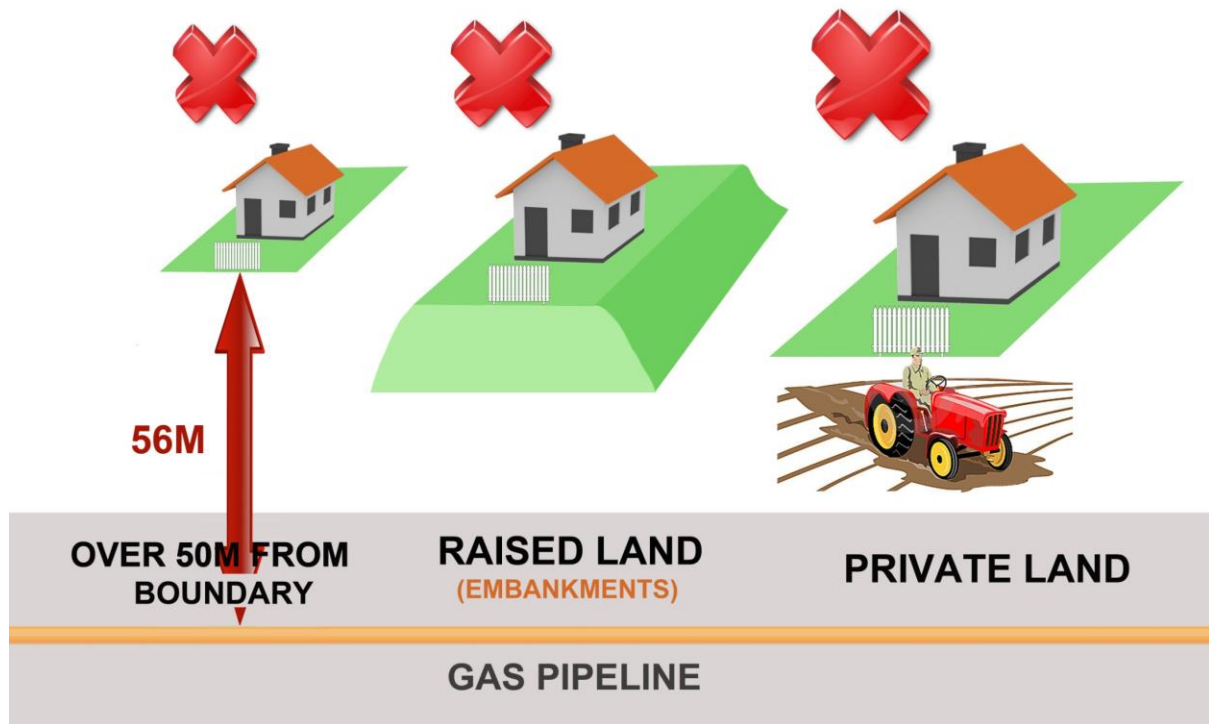 56M
OVER 50M FROM
BOUNDARY
RAISED LAND
(EMBANKMENTS)
PRIVATE LAND
GAS PIPELINE